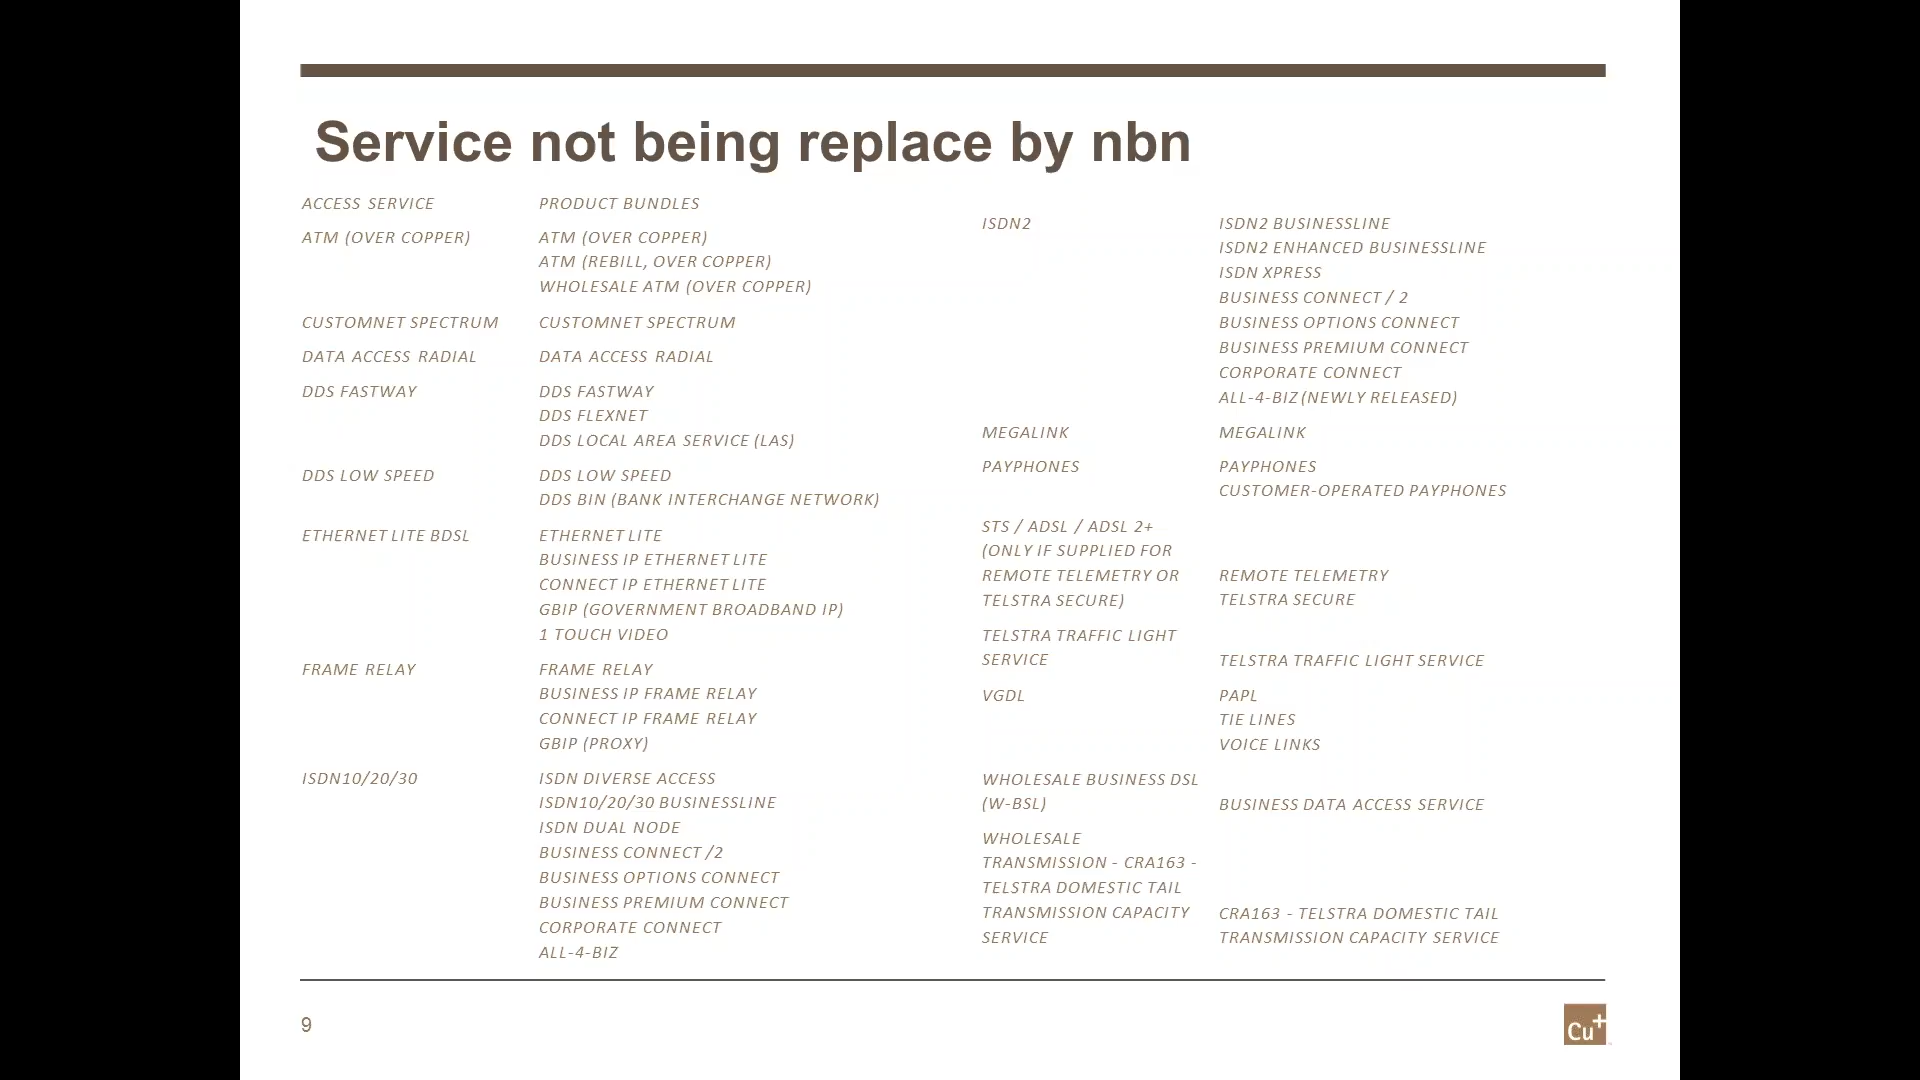 Service not being replace by nbn
ACCESS SERVICE PRODUCT BUNDLES
ATM (OVER COPPER) ATM (OVER COPPER)
ATM (REBILL, OVER COPPER)
WHOLESALE ATM (OVER COPPER)
CUSTOMNET SPECTRUM CUSTOMNET SPECTRUM
DATA ACCESS RADIAL DATA ACCESS RADIAL
DDS FASTWAY DDS FASTWAY
DDS FLEXNET
DDS LOCAL AREA SERVICE (LAS)
DDS LOW SPEED DDS LOW SPEED
DDS BIN (BANK INTERCHANGE NETWORK)
ETHERNET LITE BDSL ETHERNET LITE
BUSINESS IP ETHERNET LITE
CONNECT IP ETHERNET LITE
GBIP (GOVERNMENT BROADBAND IP)
1 TOUCH VIDEO
FRAME RELAY FRAME RELAY
BUSINESS IP FRAME RELAY
CONNECT IP FRAME RELAY
GBIP (PROXY)
ISDN10/20/30 ISDN DIVERSE ACCESS
ISDN10/20/30 BUSINESSLINE
ISDN DUAL NODE
BUSINESS CONNECT /2
BUSINESS OPTIONS CONNECT
BUSINESS PREMIUM CONNECT
CORPORATE CONNECT
ALL-4-BIZ
ISDN2 ISDN2 BUSINESSLINE
ISDN2 ENHANCED BUSINESSLINE
ISDN XPRESS
BUSINESS CONNECT / 2
BUSINESS OPTIONS CONNECT
BUSINESS PREMIUM CONNECT
CORPORATE CONNECT
ALL-4-BIZ (NEWLY RELEASED)
MEGALINK MEGALINK
PAYPHONES PAYPHONES
CUSTOMER-OPERATED PAYPHONES
STS / ADSL / ADSL 2+
(ONLY IF SUPPLIED FOR
REMOTE TELEMETRY OR REMOTE TELEMETRY
TELSTRA SECURE) TELSTRA SECURE
TELSTRA TRAFFIC LIGHT
SERVICE TELSTRA TRAFFIC LIGHT SERVICE
VGDL PAPL
TIE LINES
VOICE LINKS
WHOLESALE BUSINESS DSL
(W-BSL) BUSINESS DATA ACCESS SERVICE
WHOLESALE
TRANSMISSION - CRA163 -
TELSTRA DOMESTIC TAIL
TRANSMISSION CAPACITY CRA163 - TELSTRA DOMESTIC TAIL
SERVICE TRANSMISSION CAPACITY SERVICE
9
Cu+